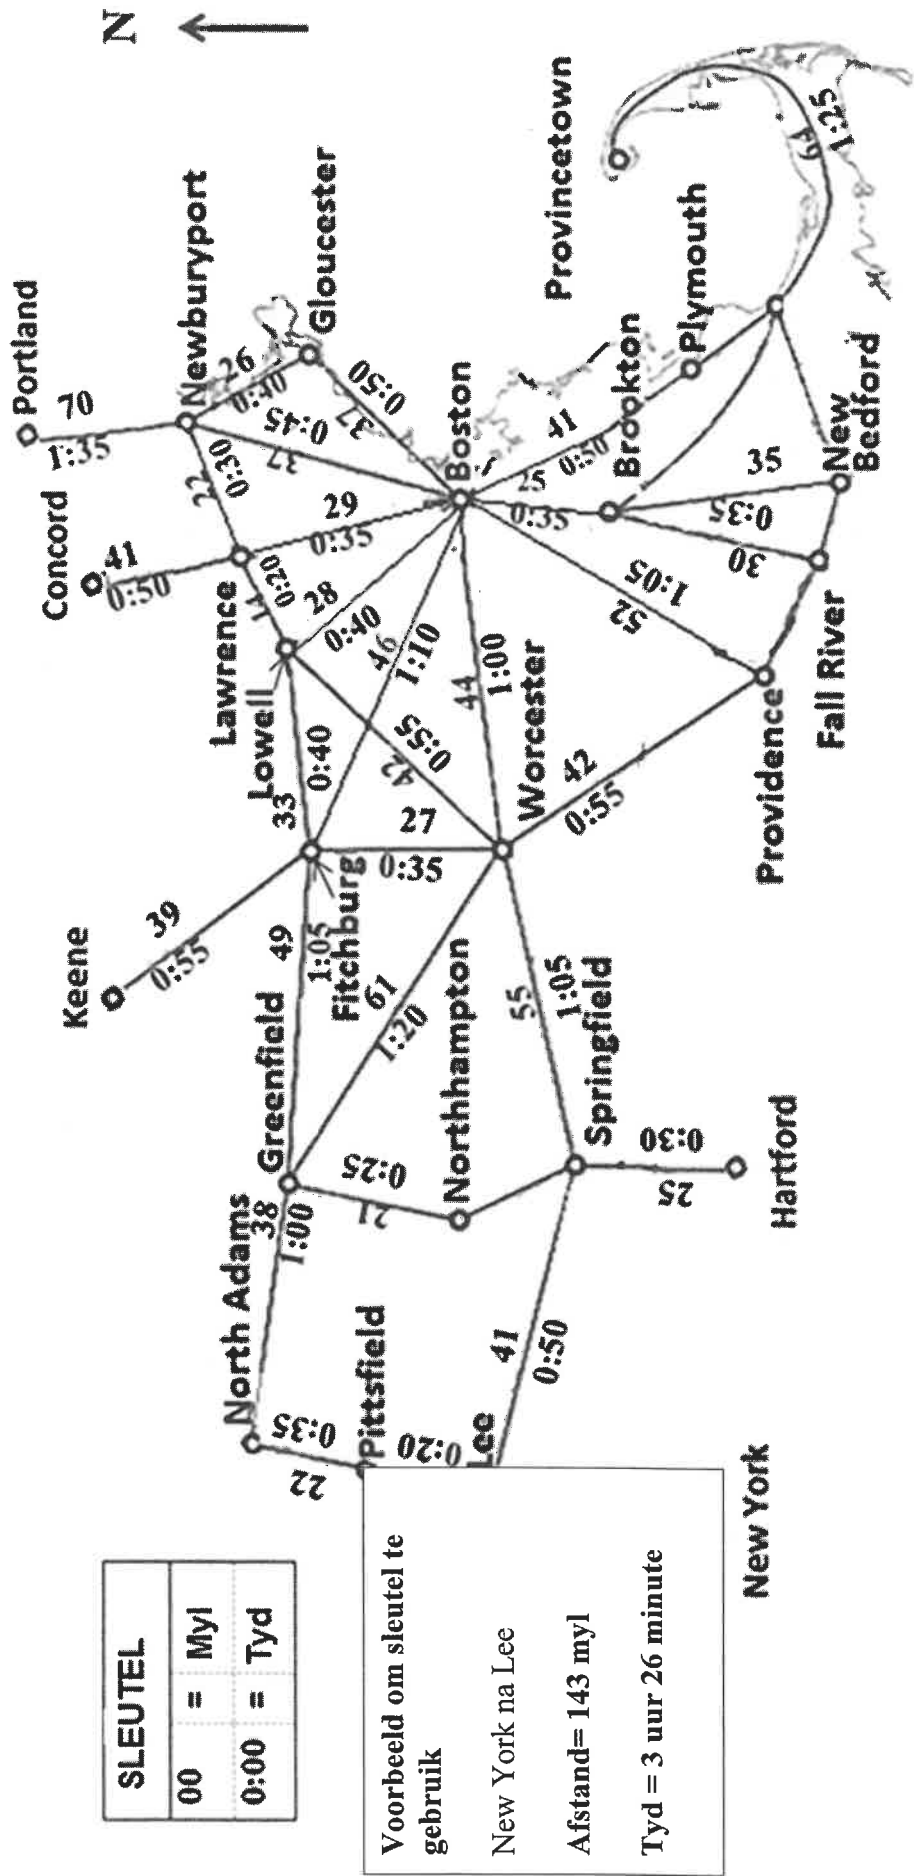 N
SLEUTEL
00 = Myl
0:00 = Tyd
Voorbeeld om sleutel te
gebruik
New York na Lee
Afstand= 143 myl
Tyd = 3 uur 26 minute
New York
North Adams
38
1:00
22
0:35
Pittsfield
0:20
Lee
41
0:50
Greenfield
49
1:05
21
0:25
61
1:20
Northhampton
55
1:05
Springfield
25
0:30
Hartford
Keene
39
0:55
Fitchburg
27
0:35
33
0:40
Lowell
42
0:55
46
1:10
Worcester
44
1:00
42
0:55
Providence
Lawrence
0:20
28
0:40
Concord
41
0:50
29
0:35
Portland
70
1:35
22
0:30
Newburyport
37
0:45
26
0:40
Gloucester
37
0:50
Boston
25
0:35
41
0:50
52
1:05
Brokton
Plymouth
Provincetown
64
1:25
30
35
0:35
Fall River
New
Bedford